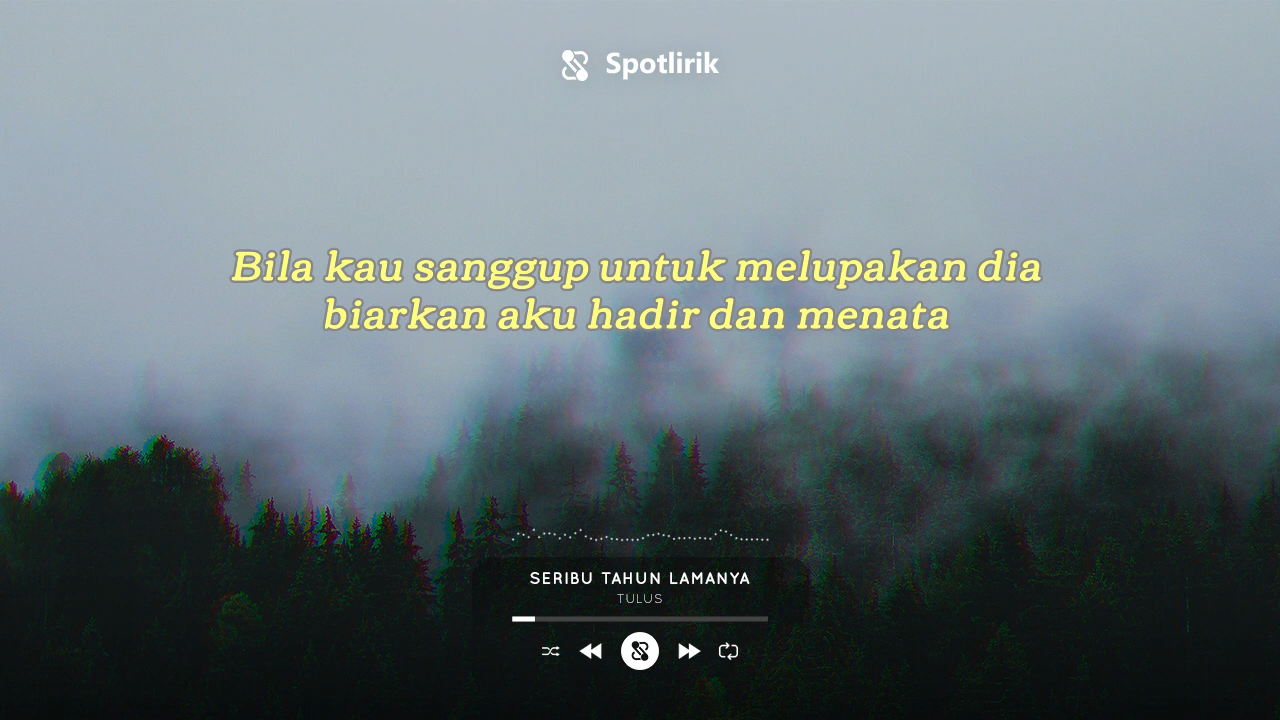 Spotlirik
Bila kau sanggup untuk melupakan dia
biarkan aku hadir dan menata
SERIBU TAHUN LAMANYA
TULUS